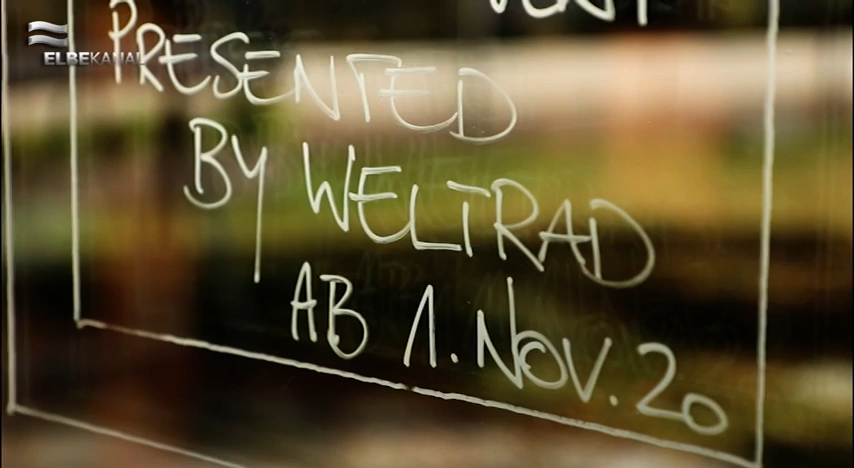 ELBEKANAL
PRESENTED
BY WELTRAD
AB 1. NOV. 20